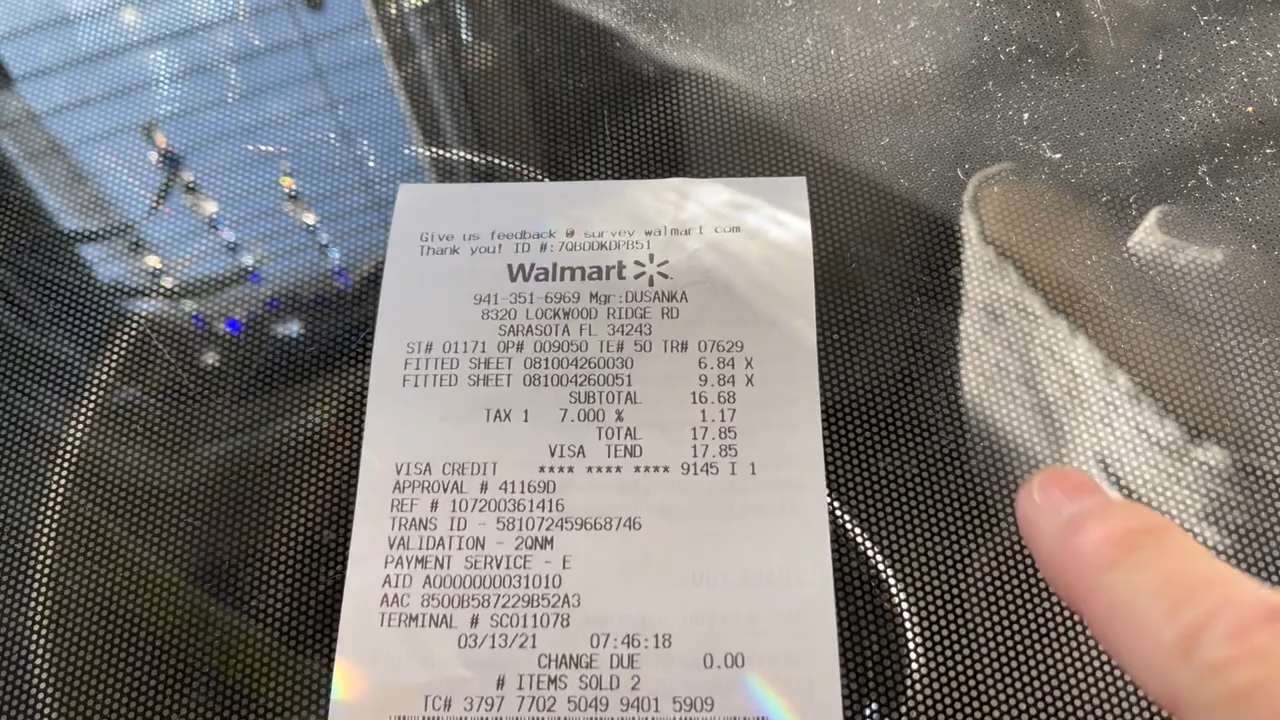 Give us feedback @ survey.walmart.com
Thank you! ID #:7QBDDKDPB51
Walmart
941-351-6969 Mgr:DUSANKA
8320 LOCKWOOD RIDGE RD
SARASOTA FL 34243
ST# 01171 OP# 009050 TE# 50 TR# 07629
FITTED SHEET 081004260030 6.84 X
FITTED SHEET 081004260051 9.84 X
SUBTOTAL 16.68
TAX 1 7.000 % 1.17
TOTAL 17.85
VISA TEND 17.85
VISA CREDIT **** **** **** 9145 I 1
APPROVAL # 41169D
REF # 107200361416
TRANS ID - 581072459668746
VALIDATION - 2QNM
PAYMENT SERVICE - E
AID A0000000031010
AAC 8500B587229B52A3
TERMINAL # SC011078
03/13/21 07:46:18
CHANGE DUE 0.00
# ITEMS SOLD 2
TC# 3797 7702 5049 9401 5909